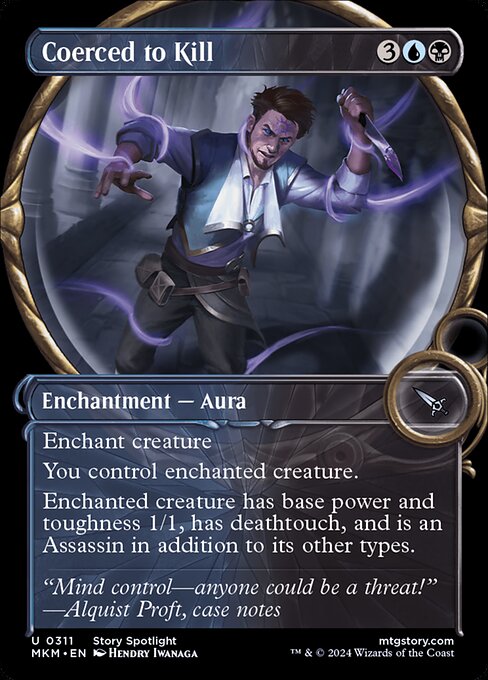 Coerced to Kill 3
Enchantment — Aura
Enchant creature
You control enchanted creature.
Enchanted creature has base power and
toughness 1/1, has deathtouch, and is an
Assassin in addition to its other types.
“Mind control—anyone could be a threat!”
—Alquist Proft, case notes
U 0311 Story Spotlight mtgstory.com
MKM • EN Hendry Iwanaga ™ & © 2024 Wizards of the Coast